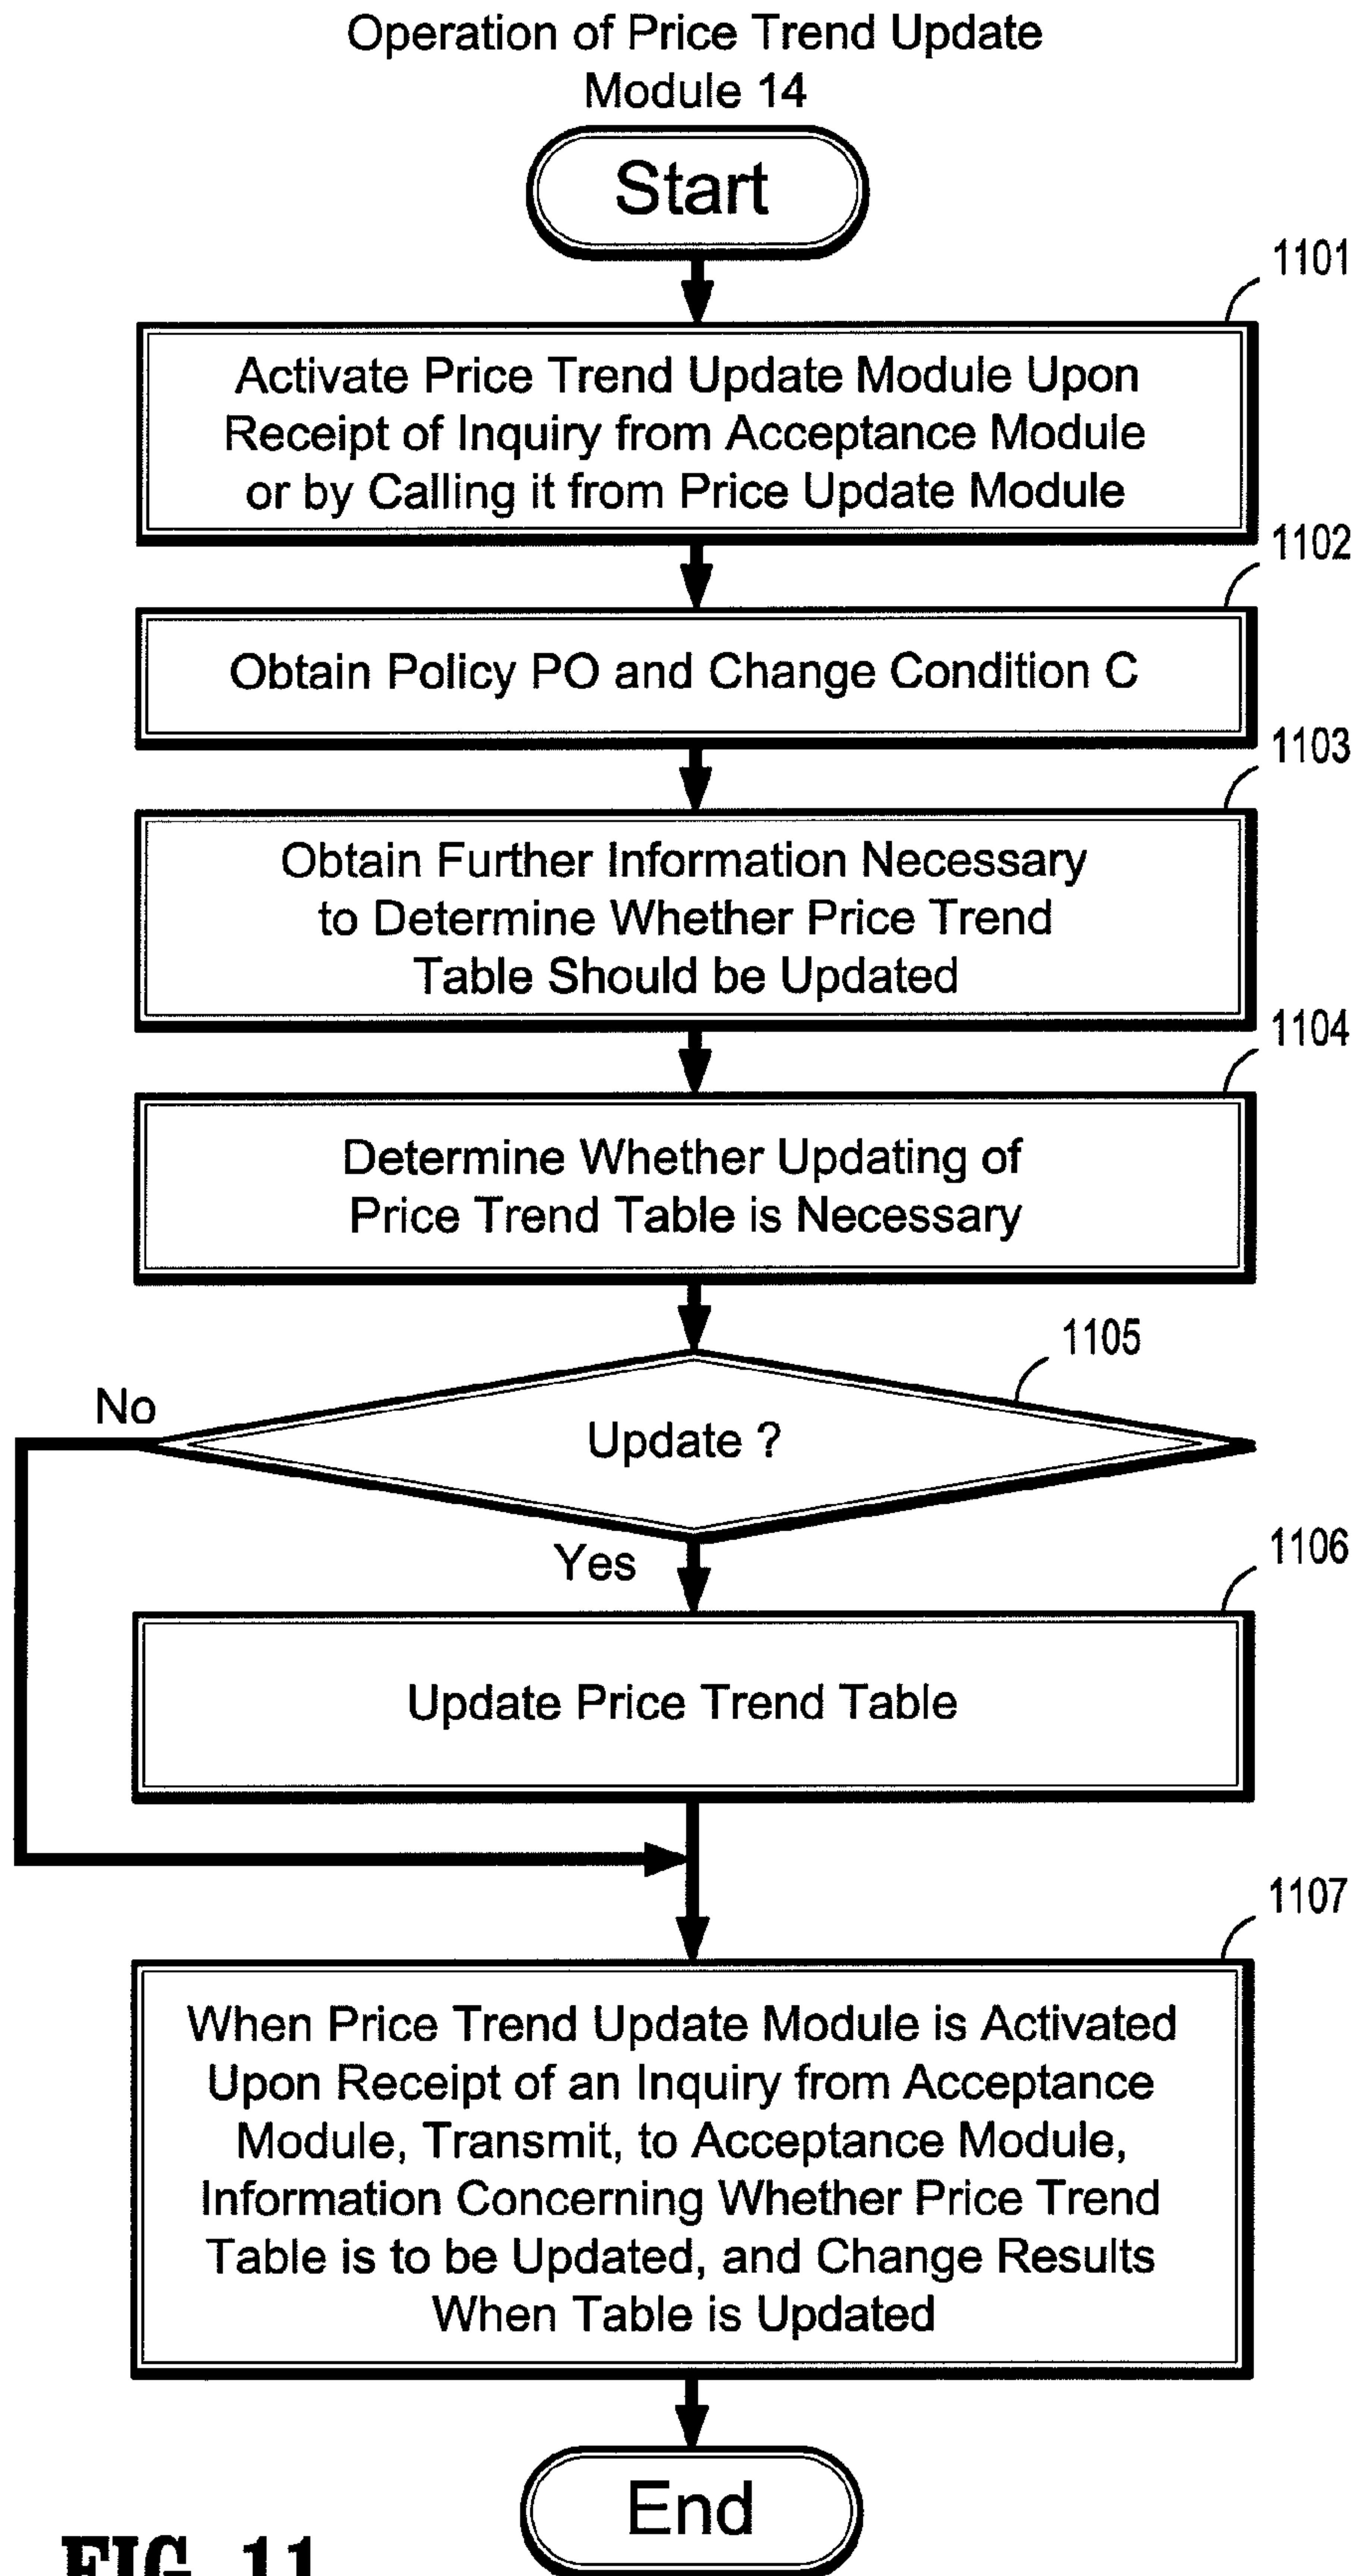 Operation of Price Trend Update
Module 14
Start
1101
Activate Price Trend Update Module Upon
Receipt of Inquiry from Acceptance Module
or by Calling it from Price Update Module
1102
Obtain Policy PO and Change Condition C
1103
Obtain Further Information Necessary
to Determine Whether Price Trend
Table Should be Updated
1104
Determine Whether Updating of
Price Trend Table is Necessary
1105
No
Update ?
Yes
1106
Update Price Trend Table
1107
When Price Trend Update Module is Activated
Upon Receipt of an Inquiry from Acceptance
Module, Transmit, to Acceptance Module,
Information Concerning Whether Price Trend
Table is to be Updated, and Change Results
When Table is Updated
End
FIG. 11